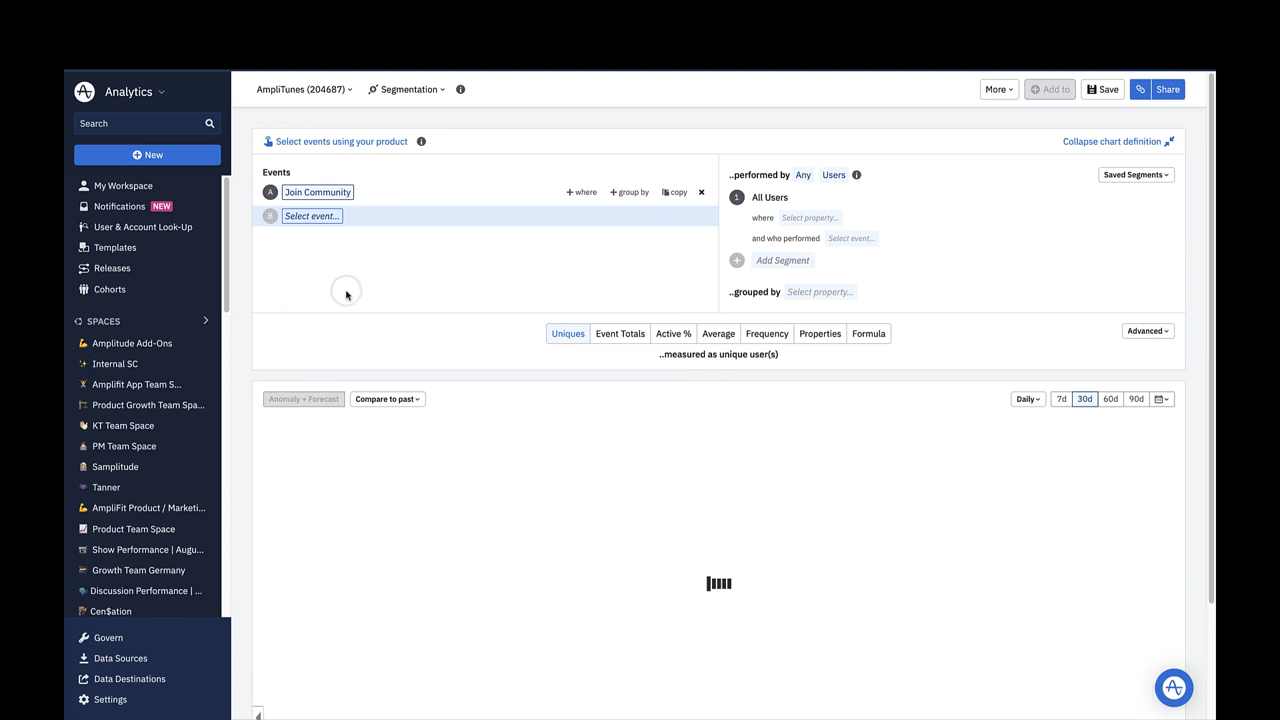 Analytics
AmpliTunes (204687)
Segmentation
More
Add to
Save
Share
Search
New
My Workspace
Notifications NEW
User & Account Look-Up
Templates
Releases
Cohorts
SPACES
Amplitude Add-Ons
Internal SC
Amplifit App Team S...
Product Growth Team Spa...
KT Team Space
PM Team Space
Samplitude
Tanner
AmpliFit Product / Marketi...
Product Team Space
Show Performance | Augu...
Growth Team Germany
Discussion Performance | ...
Cen$ation
Govern
Data Sources
Data Destinations
Settings
Select events using your product
Collapse chart definition
Events
A Join Community
+ where
+ group by
copy
B Select event...
..performed by Any Users
Saved Segments
1 All Users
where Select property...
and who performed Select event...
+ Add Segment
..grouped by Select property...
Uniques Event Totals Active % Average Frequency Properties Formula
Advanced
..measured as unique user(s)
Anomaly + Forecast
Compare to past
Daily
7d 30d 60d 90d